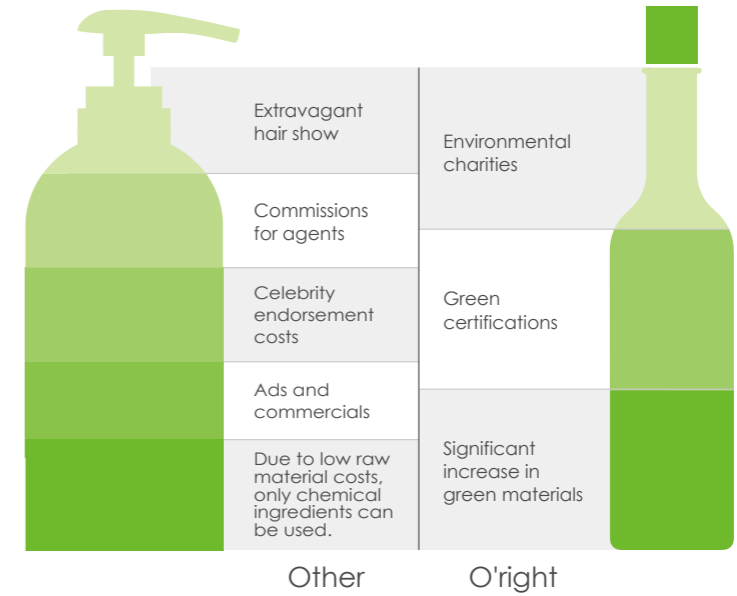 Extravagant
hair show
Commissions
for agents
Celebrity
endorsement
costs
Ads and
commercials
Due to low raw
material costs,
only chemical
ingredients can
be used.
Other
Environmental
charities
Green
certifications
Significant
increase in
green materials
O'right